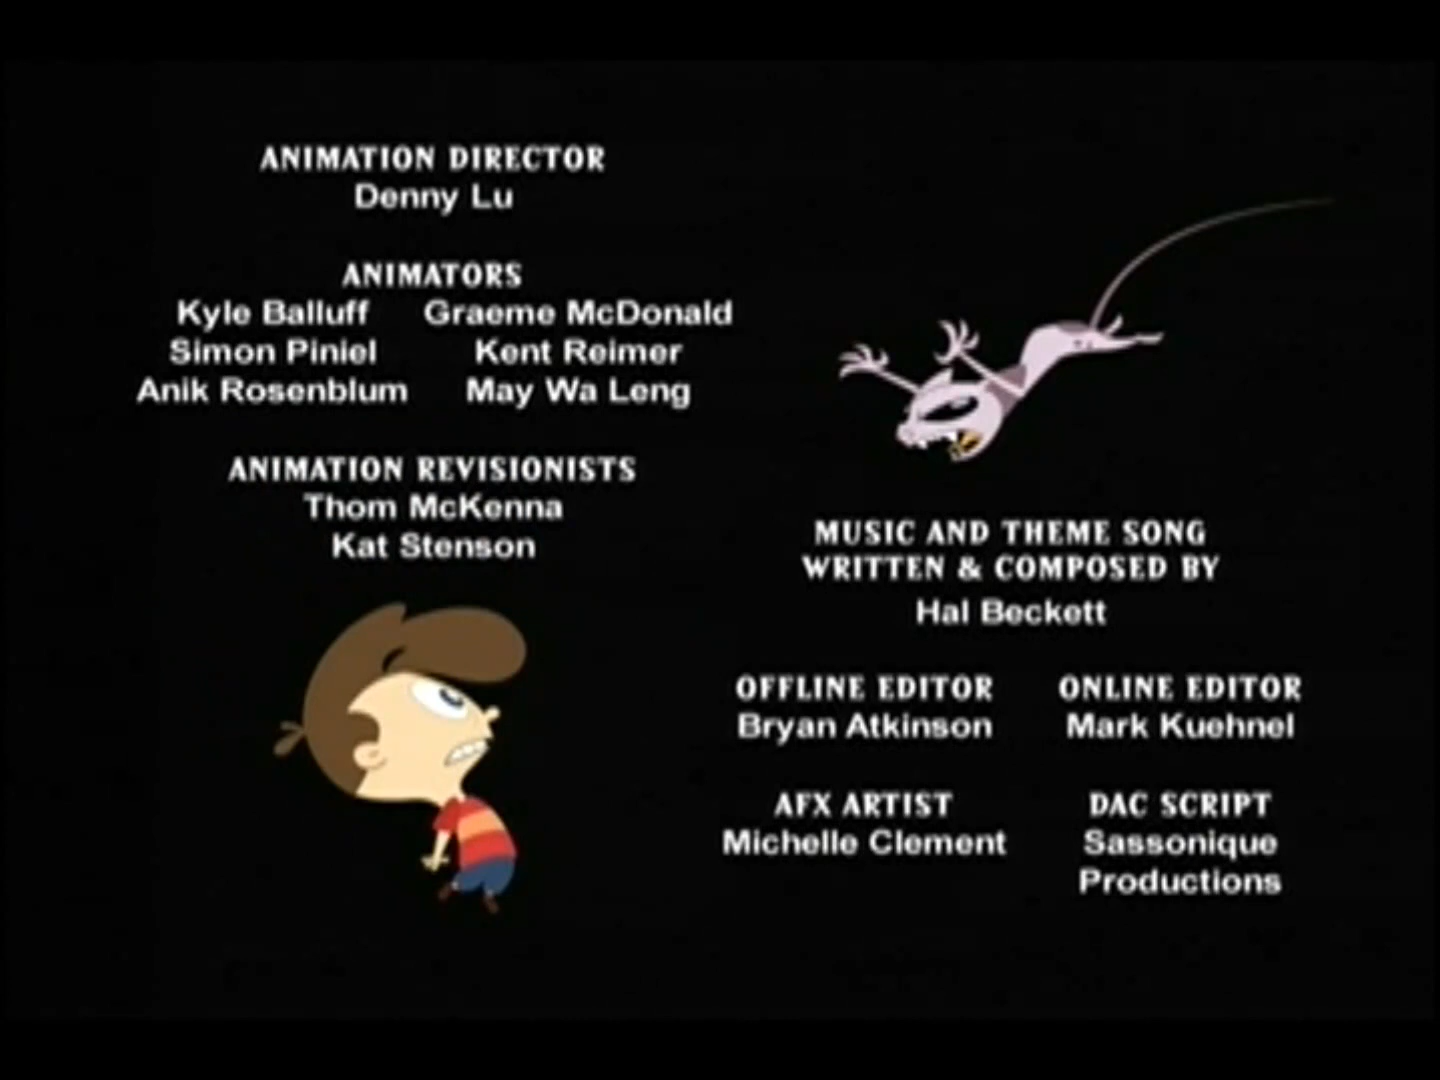 ANIMATION DIRECTOR
Denny Lu
ANIMATORS
Kyle Balluff Graeme McDonald
Simon Piniel Kent Reimer
Anik Rosenblum May Wa Leng
ANIMATION REVISIONISTS
Thom McKenna
Kat Stenson
MUSIC AND THEME SONG
WRITTEN & COMPOSED BY
Hal Beckett
OFFLINE EDITOR
Bryan Atkinson
ONLINE EDITOR
Mark Kuehnel
AFX ARTIST
Michelle Clement
DAC SCRIPT
Sassonique
Productions